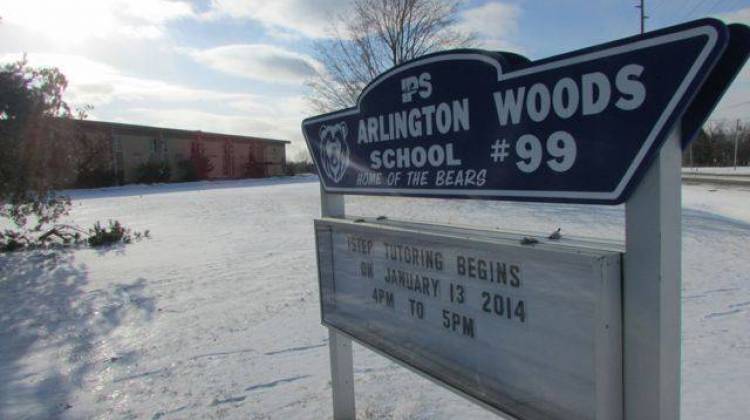 IPS
ARLINGTON WOODS
SCHOOL #99
HOME OF THE BEARS
ISTEP TUTORING BEGINS
ON JANUARY 13 2014
4PM TO 5PM